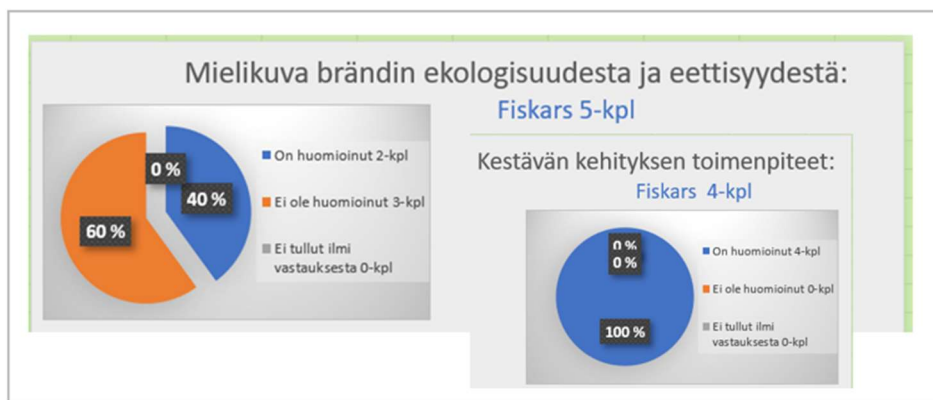 Mielikuva brändin ekologisuudesta ja eettisyydestä:
Fiskars 5-kpl
0 %
40 %
60 %
On huomioinut 2-kpl
Ei ole huomioinut 3-kpl
Ei tullut ilmi
vastauksesta 0-kpl
Kestävän kehityksen toimenpiteet:
Fiskars 4-kpl
0 %
0 %
100 %
On huomioinut 4-kpl
Ei ole huomioinut 0-kpl
Ei tullut ilmi
vastauksesta 0-kpl